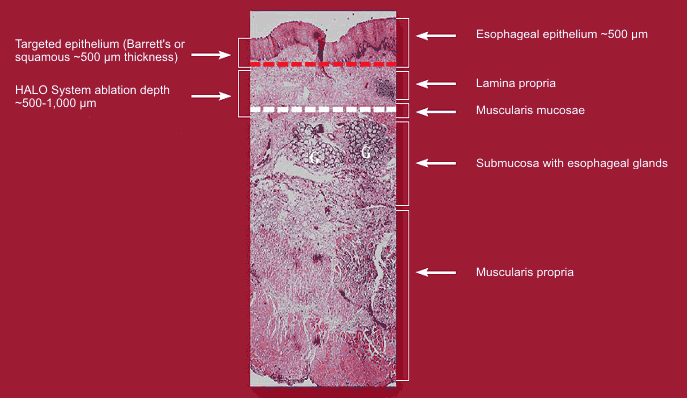 Targeted epithelium (Barrett's or
squamous ~500 µm thickness)
HALO System ablation depth
~500-1,000 µm
Esophageal epithelium ~500 µm
Lamina propria
Muscularis mucosae
Submucosa with esophageal glands
Muscularis propria
G
G